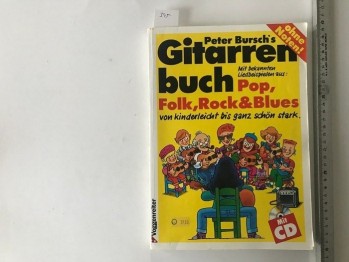 Peter Bursch's
Gitarren
buch
ohne
Noten!
Mit bekannten
Liedbeispielen aus:
Pop,
Folk, Rock & Blues
von kinderleicht bis ganz schön stark.
Mit
CD
Voggenreiter